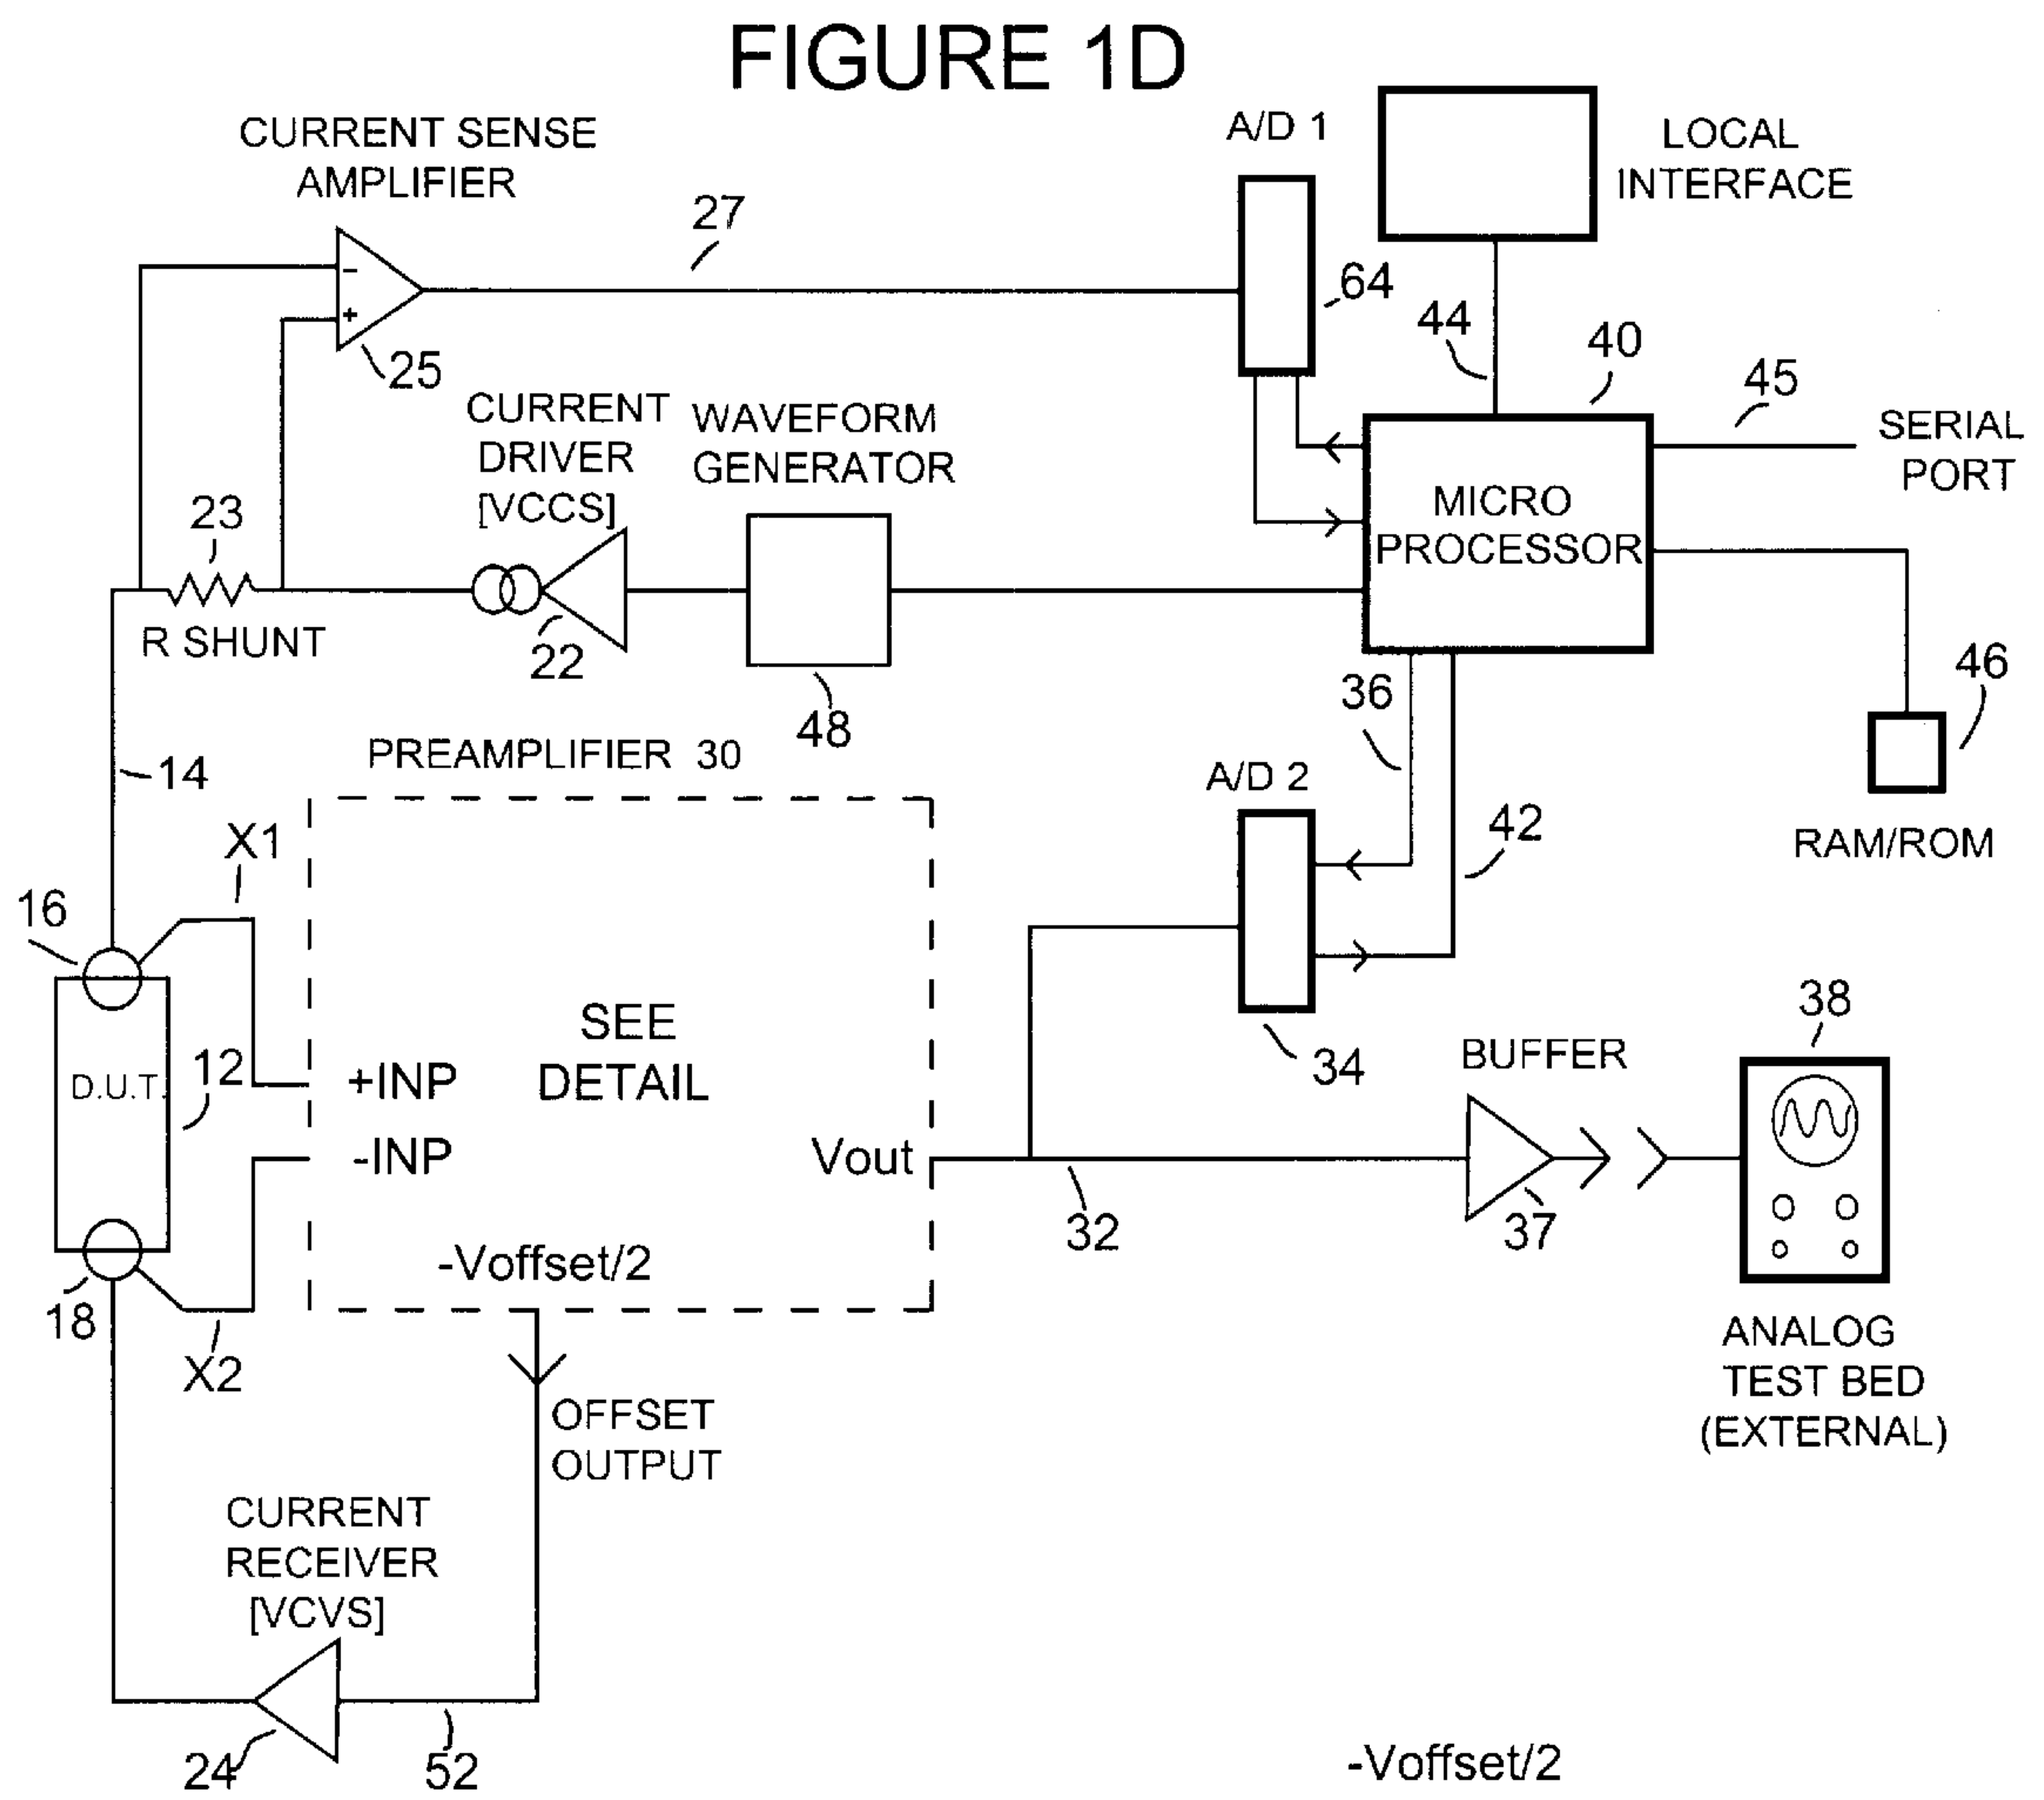 FIGURE 1D
CURRENT SENSE
AMPLIFIER
A/D 1
LOCAL
INTERFACE
27
-
+
25
64
44
40
45
SERIAL
PORT
CURRENT
DRIVER
[VCCS]
WAVEFORM
GENERATOR
MICRO
PROCESSOR
23
R SHUNT
22
48
36
46
PREAMPLIFIER 30
14
A/D 2
42
RAM/ROM
X1
16
SEE
DETAIL
D.U.T.
12
+INP
-INP
Vout
34
BUFFER
38
32
37
-Voffset/2
18
X2
ANALOG
TEST BED
(EXTERNAL)
OFFSET
OUTPUT
CURRENT
RECEIVER
[VCVS]
24
52
-Voffset/2